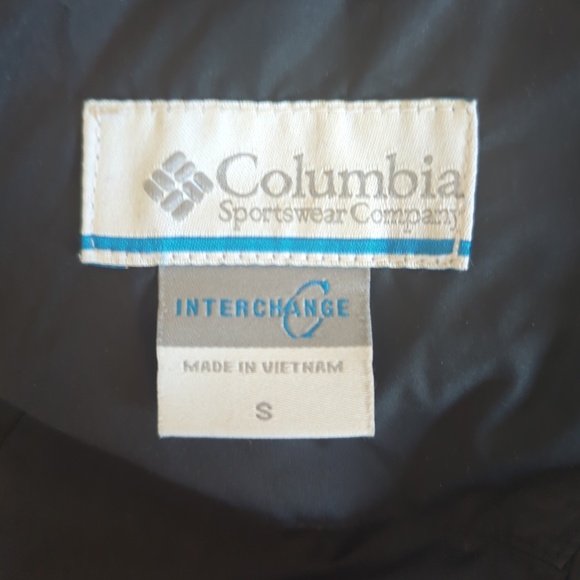 Columbia
Sportswear Company
INTERCHANGE
MADE IN VIETNAM
S